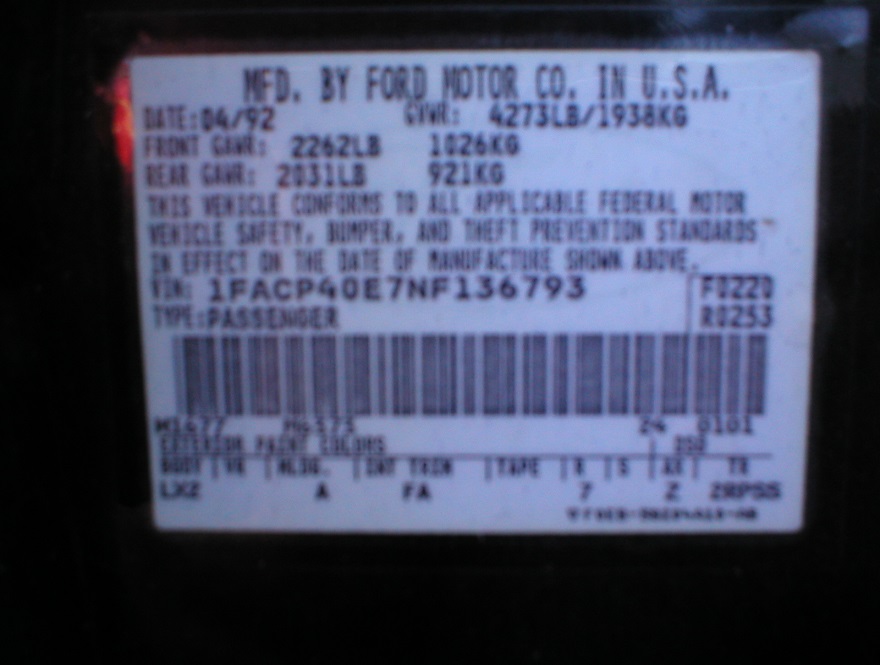 MFD. BY FORD MOTOR CO. IN U.S.A.
DATE:04/92 GVWR: 4273LB/1938KG
FRONT GAWR: 2262LB 1026KG
REAR GAWR: 2031LB 921KG
THIS VEHICLE CONFORMS TO ALL APPLICABLE FEDERAL MOTOR
VEHICLE SAFETY, BUMPER, AND THEFT PREVENTION STANDARDS
IN EFFECT ON THE DATE OF MANUFACTURE SHOWN ABOVE.
VIN: 1FACP40E7NF136793 F0220
TYPE:PASSENGER R0253
24 0101
EXTERIOR PAINT COLORS DSO
BODY VR MLDG. INT TRIM TAPE R S AX TR
LXZ A FA 7 Z 2RPSS